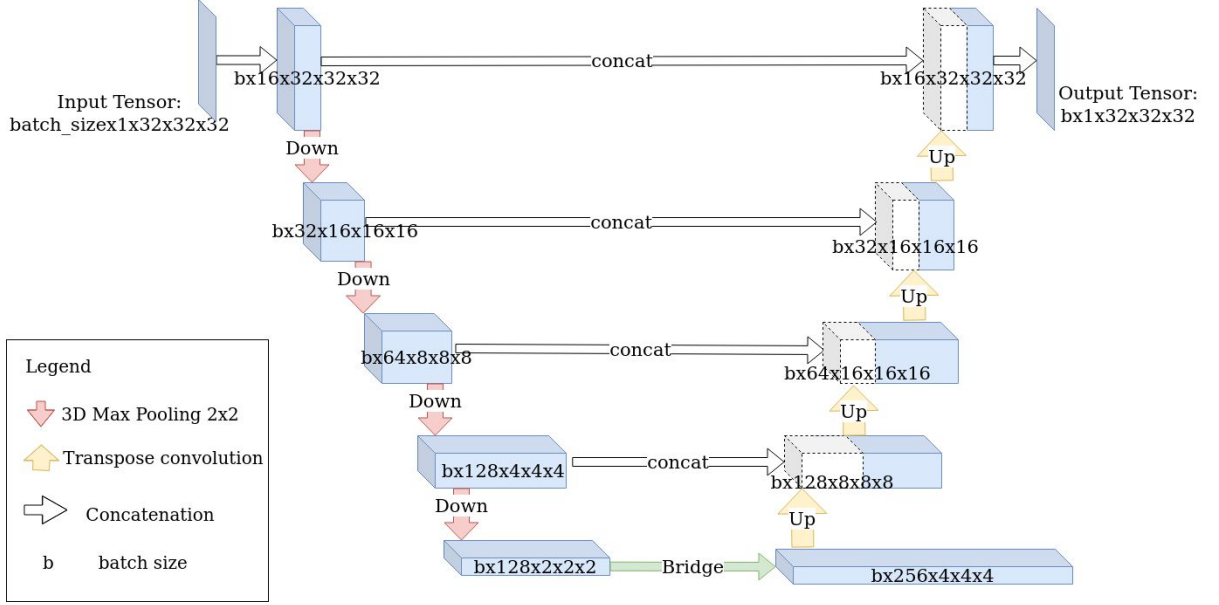 bx16x32x32x32
concat
bx16x32x32x32
Input Tensor:
batch_sizex1x32x32x32
Output Tensor:
bx1x32x32x32
Down
Up
bx32x16x16x16
concat
bx32x16x16x16
Down
Up
bx64x8x8x8
concat
bx64x16x16x16
Down
Up
bx128x4x4x4
concat
bx128x8x8x8
Down
Up
bx128x2x2x2
Bridge
bx256x4x4x4
Legend
3D Max Pooling 2x2
Transpose convolution
Concatenation
b batch size